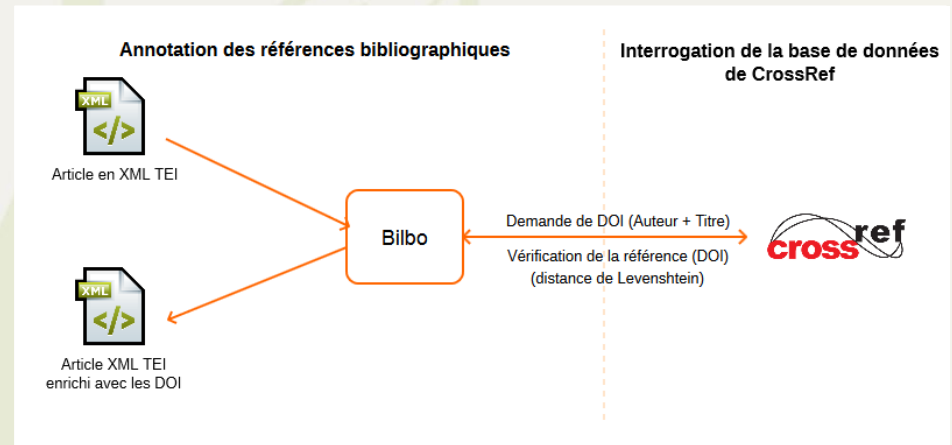 Annotation des références bibliographiques
Interrogation de la base de données
de CrossRef
XML
</>
Article en XML TEI
Bilbo
Demande de DOI (Auteur + Titre)
Vérification de la référence (DOI)
(distance de Levenshtein)
crossref
XML
</>
Article XML TEI
enrichi avec les DOI